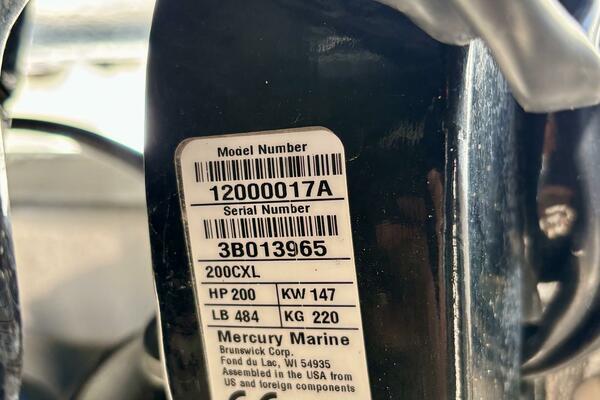 Model Number
12000017A
Serial Number
3B013965
200CXL
HP 200 KW 147
LB 484 KG 220
Mercury Marine
Brunswick Corp.
Fond du Lac, WI 54935
Assembled in the USA from
US and foreign components
CE